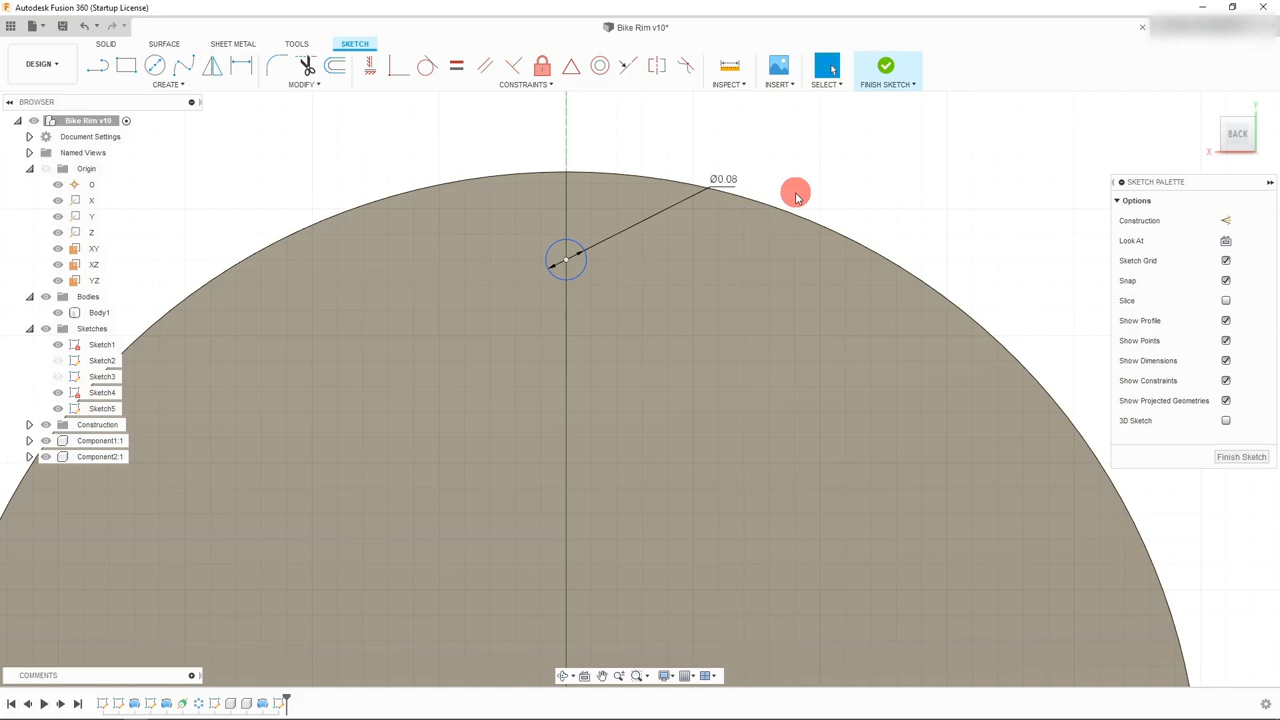 Autodesk Fusion 360 (Startup License)
Bike Rim v10*
SOLID SURFACE SHEET METAL TOOLS SKETCH
DESIGN ▾
CREATE ▾ MODIFY ▾ CONSTRAINTS ▾ INSPECT ▾ INSERT ▾ SELECT ▾ FINISH SKETCH ▾
BROWSER
Bike Rim v10
Document Settings
Named Views
Origin
O
X
Y
Z
XY
XZ
YZ
Bodies
Body1
Sketches
Sketch1
Sketch2
Sketch3
Sketch4
Sketch5
Construction
Component1:1
Component2:1
Ø0.08
Y
BACK
X
SKETCH PALETTE
Options
Construction
Look At
Sketch Grid
Snap
Slice
Show Profile
Show Points
Show Dimensions
Show Constraints
Show Projected Geometries
3D Sketch
Finish Sketch
COMMENTS